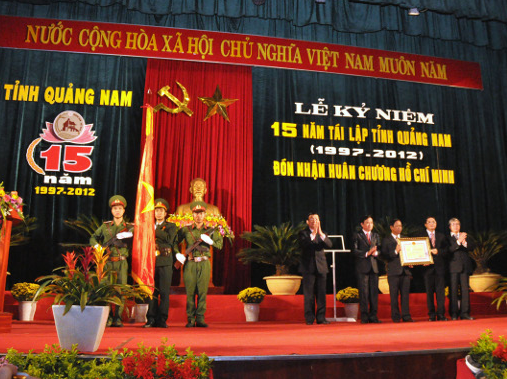 NƯỚC CỘNG HÒA XÃ HỘI CHỦ NGHĨA VIỆT NAM MUÔN NĂM
TỈNH QUẢNG NAM
15
năm
1997-2012
LỄ KỶ NIỆM
15 NĂM TÁI LẬP TỈNH QUẢNG NAM
(1997-2012)
ĐÓN NHẬN HUÂN CHƯƠNG HỒ CHÍ MINH